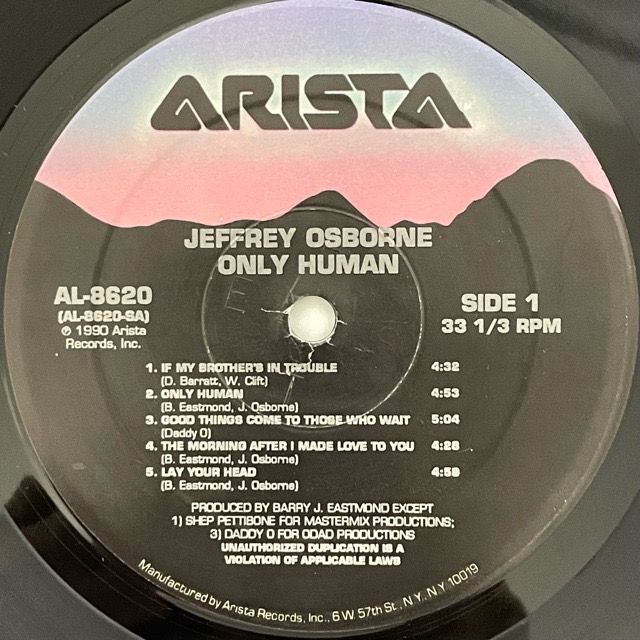 ARISTA
JEFFREY OSBORNE
ONLY HUMAN
AL-8620
(AL-8620-SA)
℗ 1990 Arista
Records, Inc.
SIDE 1
33 1/3 RPM
1. IF MY BROTHER'S IN TROUBLE 4:32
(D. Barratt, W. Clift)
2. ONLY HUMAN 4:53
(B. Eastmond, J. Osborne)
3. GOOD THINGS COME TO THOSE WHO WAIT 5:04
(Daddy O)
4. THE MORNING AFTER I MADE LOVE TO YOU 4:28
(B. Eastmond, J. Osborne)
5. LAY YOUR HEAD 4:59
(B. Eastmond, J. Osborne)
PRODUCED BY BARRY J. EASTMOND EXCEPT
1) SHEP PETTIBONE FOR MASTERMIX PRODUCTIONS;
3) DADDY O FOR ODAD PRODUCTIONS
UNAUTHORIZED DUPLICATION IS A
VIOLATION OF APPLICABLE LAWS
Manufactured by Arista Records, Inc., 6 W. 57th St., N.Y., N.Y. 10019